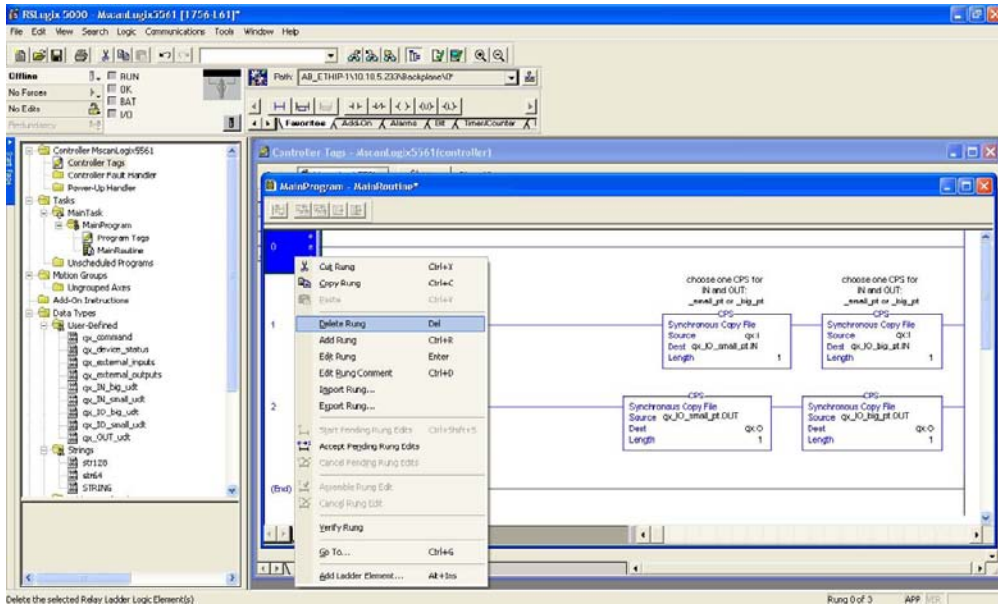 RSLogix 5000 - MscanLogix5561 [1756-L61]*
File Edit View Search Logic Communications Tools Window Help
Offline
RUN
No Forces
OK
No Edits
BAT
I/O
Redundancy
Path: AB_ETHIP-1\10.10.5.233\Backplane\0*
Favorites Add-On Alarms Bit Timer/Counter
Start Page
Controller MscanLogix5561
Controller Tags
Controller Fault Handler
Power-Up Handler
Tasks
MainTask
MainProgram
Program Tags
MainRoutine
Unscheduled Programs
Motion Groups
Ungrouped Axes
Add-On Instructions
Data Types
User-Defined
qx_command
qx_device_status
qx_external_inputs
qx_external_outputs
qx_IN_big_udt
qx_IN_small_udt
qx_IO_big_udt
qx_IO_small_udt
qx_OUT_udt
Strings
str128
str64
STRING
Controller Tags - MscanLogix5561(controller)
MainProgram - MainRoutine*
0
e
e
Cut Rung Ctrl+X
Copy Rung Ctrl+C
Paste Ctrl+V
Delete Rung Del
Add Rung Ctrl+R
Edit Rung Enter
Edit Rung Comment Ctrl+D
Import Rung...
Export Rung...
Start Pending Rung Edits Ctrl+Shift+S
Accept Pending Rung Edits
Cancel Pending Rung Edits
Assemble Rung Edit
Cancel Rung Edit
Verify Rung
Go To... Ctrl+G
Add Ladder Element... Alt+Ins
1
choose one CPS for
IN and OUT:
_small_pt or _big_pt
CPS
Synchronous Copy File
Source qx:I
Dest qx_IO_small_pt.IN
Length 1
choose one CPS for
IN and OUT:
_small_pt or _big_pt
CPS
Synchronous Copy File
Source qx:I
Dest qx_IO_big_pt.IN
Length 1
2
CPS
Synchronous Copy File
Source qx_IO_small_pt.OUT
Dest qx:O
Length 1
CPS
Synchronous Copy File
Source qx_IO_big_pt.OUT
Dest qx:O
Length 1
(End)
Delete the selected Relay Ladder Logic Element(s)
Rung 0 of 3
APP
VER